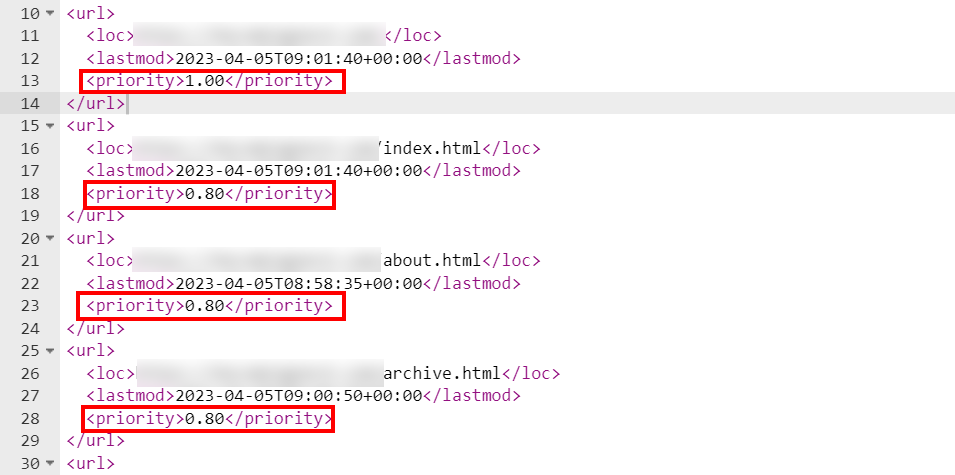 10 <url>
11 <loc></loc>
12 <lastmod>2023-04-05T09:01:40+00:00</lastmod>
13 <priority>1.00</priority>
14 </url>
15 <url>
16 <loc>/index.html</loc>
17 <lastmod>2023-04-05T09:01:40+00:00</lastmod>
18 <priority>0.80</priority>
19 </url>
20 <url>
21 <loc>about.html</loc>
22 <lastmod>2023-04-05T08:58:35+00:00</lastmod>
23 <priority>0.80</priority>
24 </url>
25 <url>
26 <loc>archive.html</loc>
27 <lastmod>2023-04-05T09:00:50+00:00</lastmod>
28 <priority>0.80</priority>
29 </url>
30 <url>